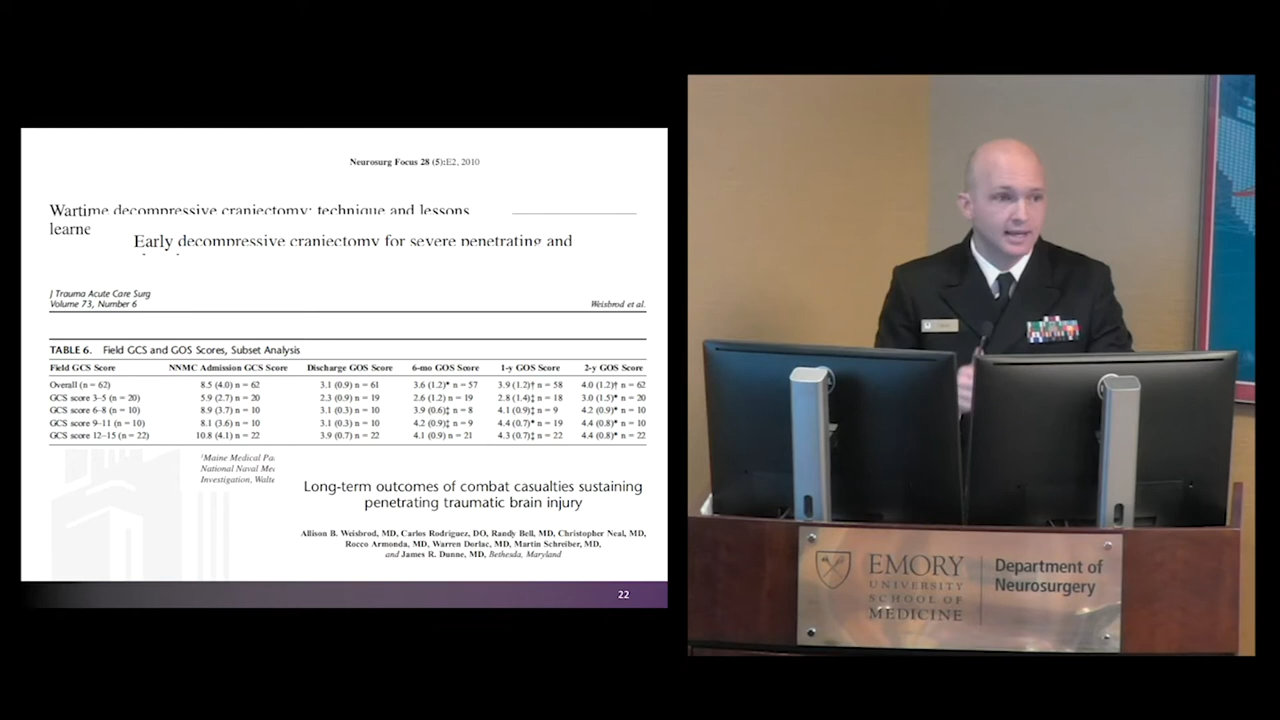 Neurosurg Focus 28 (5):E2, 2010
Wartime decompressive craniectomy: technique and lessons
learne
Early decompressive craniectomy for severe penetrating and
J Trauma Acute Care Surg
Volume 73, Number 6
Weisbrod et al.
TABLE 6. Field GCS and GOS Scores, Subset Analysis
Field GCS Score NNMC Admission GCS Score Discharge GOS Score 6-mo GOS Score 1-y GOS Score 2-y GOS Score
Overall (n = 62) 8.5 (4.0) n = 62 3.1 (0.9) n = 61 3.6 (1.2)* n = 57 3.9 (1.2)† n = 58 4.0 (1.2)† n = 62
GCS score 3–5 (n = 20) 5.9 (2.7) n = 20 2.3 (0.9) n = 19 2.6 (1.2) n = 19 2.8 (1.4)‡ n = 18 3.0 (1.5)* n = 20
GCS score 6–8 (n = 10) 8.9 (3.7) n = 10 3.1 (0.3) n = 10 3.9 (0.6)‡ n = 8 4.1 (0.9)‡ n = 9 4.2 (0.9)* n = 10
GCS score 9–11 (n = 10) 8.1 (3.6) n = 10 3.1 (0.3) n = 10 4.2 (0.9)‡ n = 9 4.4 (0.7)* n = 19 4.4 (0.8)* n = 10
GCS score 12–15 (n = 22) 10.8 (4.1) n = 22 3.9 (0.7) n = 22 4.1 (0.9) n = 21 4.3 (0.7)‡ n = 22 4.4 (0.8)* n = 22
¹Maine Medical Pa
National Naval Me
Investigation, Walte
Long-term outcomes of combat casualties sustaining
penetrating traumatic brain injury
Allison B. Weisbrod, MD, Carlos Rodriguez, DO, Randy Bell, MD, Christopher Neal, MD,
Rocco Armonda, MD, Warren Dorlac, MD, Martin Schreiber, MD,
and James R. Dunne, MD, Bethesda, Maryland
22
EMORY
UNIVERSITY
SCHOOL OF
MEDICINE
Department of
Neurosurgery